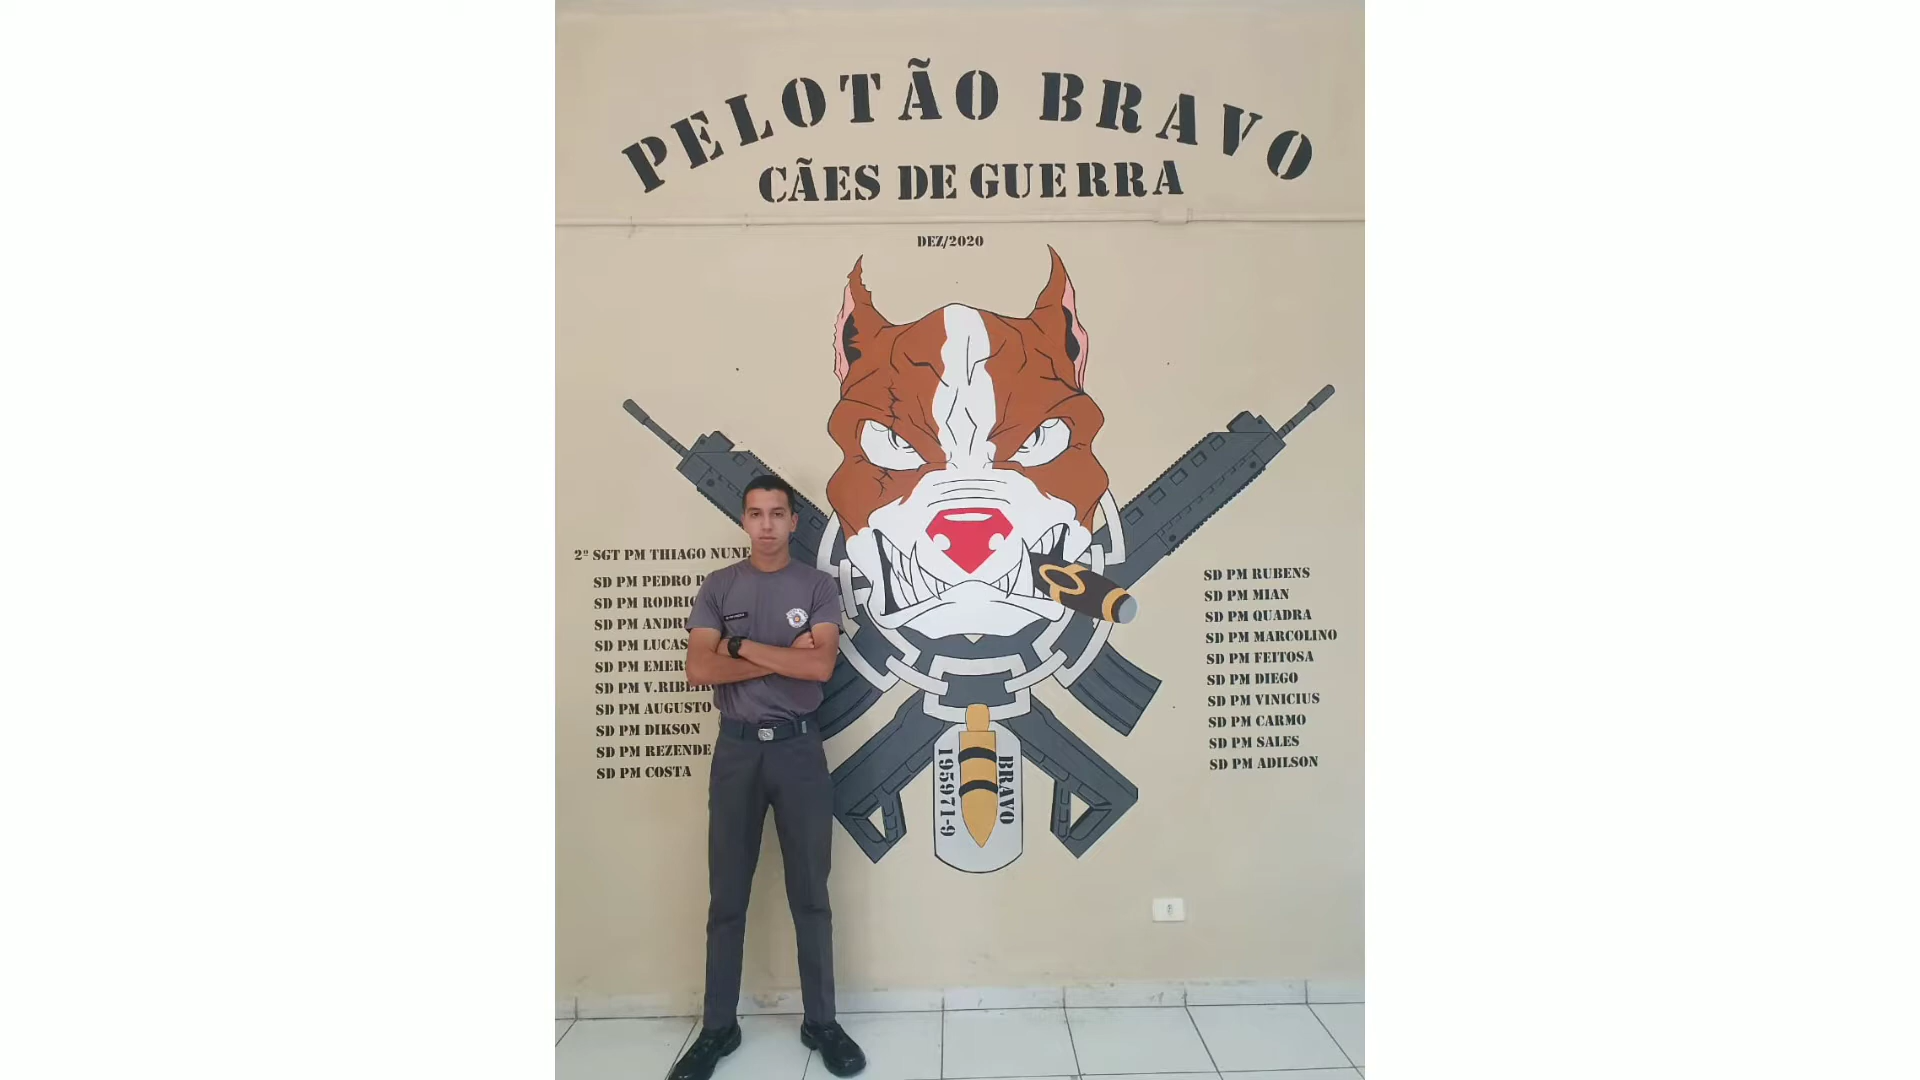 PELOTÃO BRAVO
CÃES DE GUERRA
DEZ/2020
2º SGT PM THIAGO NUNE
SD PM PEDRO P
SD PM RODRIG
SD PM ANDRE
SD PM LUCAS
SD PM EMERS
SD PM V.RIBEIRO
SD PM AUGUSTO
SD PM DIKSON
SD PM REZENDE
SD PM COSTA
SD PM RUBENS
SD PM MIAN
SD PM QUADRA
SD PM MARCOLINO
SD PM FEITOSA
SD PM DIEGO
SD PM VINICIUS
SD PM CARMO
SD PM SALES
SD PM ADILSON
BRAVO
195971-9